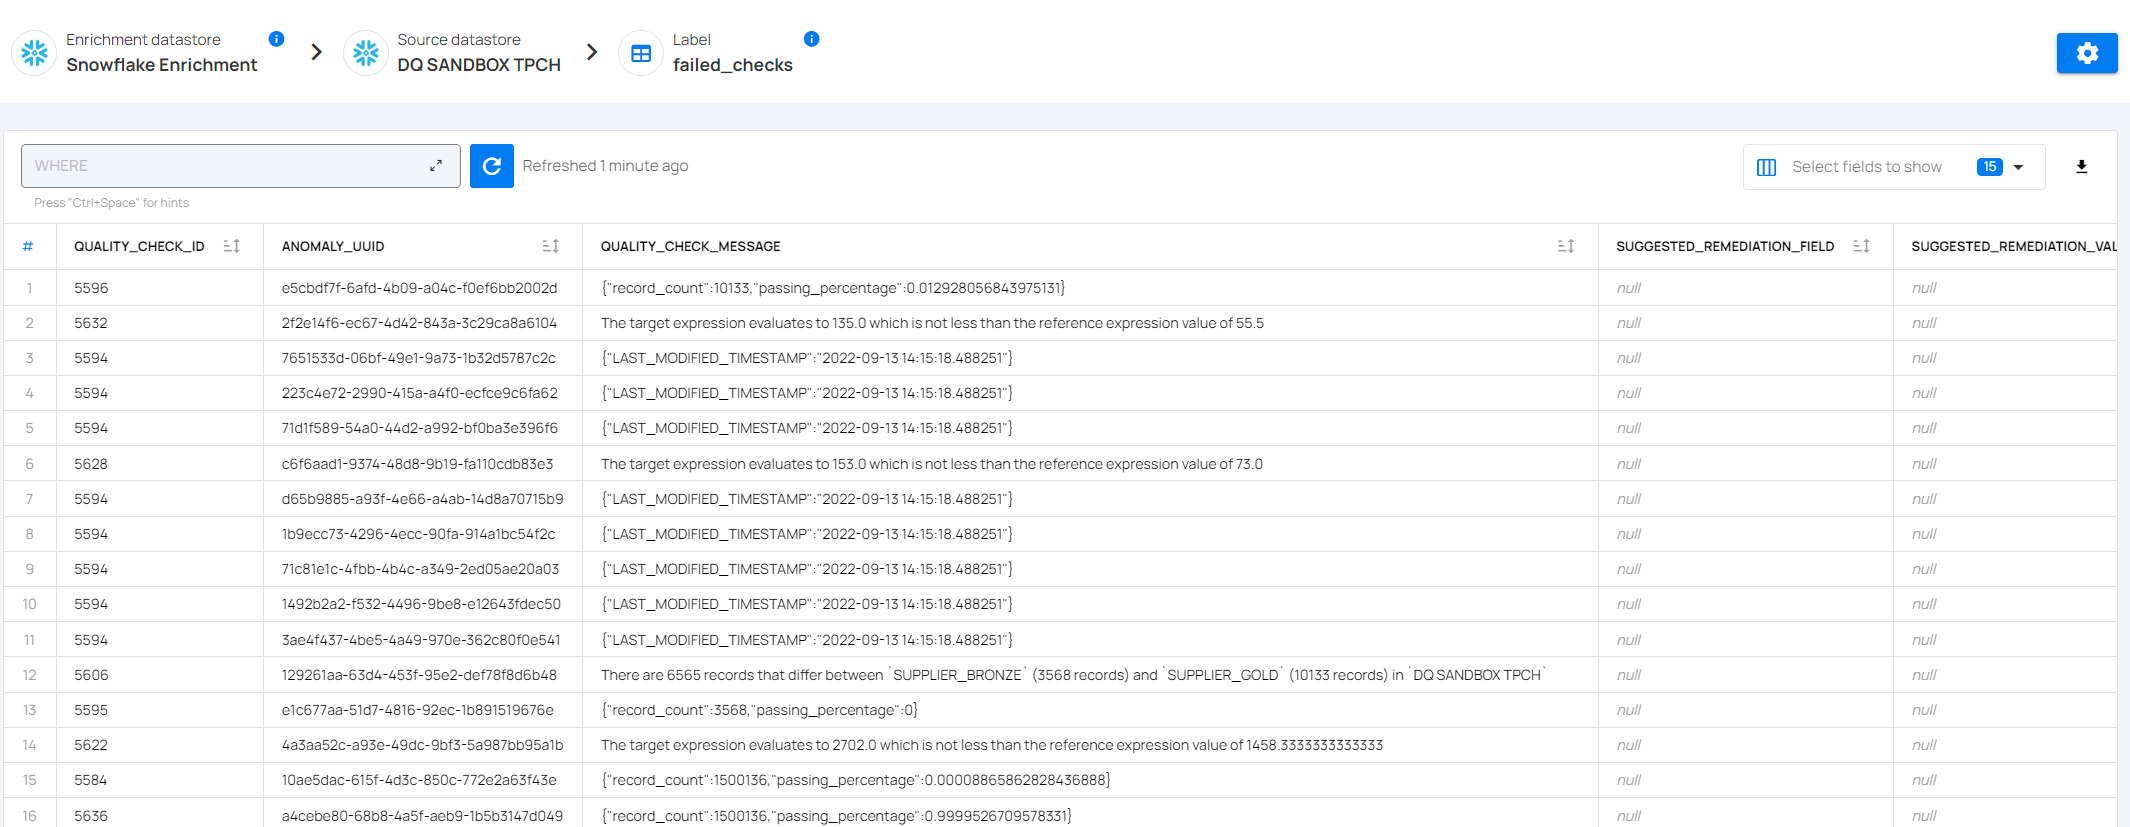 Enrichment datastore
Snowflake Enrichment
Source datastore
DQ SANDBOX TPCH
Label
failed_checks
WHERE
Refreshed 1 minute ago
Select fields to show 15
Press "Ctrl+Space" for hints
# QUALITY_CHECK_ID ANOMALY_UUID QUALITY_CHECK_MESSAGE SUGGESTED_REMEDIATION_FIELD SUGGESTED_REMEDIATION_VAL
1 5596 e5cbdf7f-6afd-4b09-a04c-f0ef6bb2002d {"record_count":10133,"passing_percentage":0.012928056843975131} null null
2 5632 2f2e14f6-ec67-4d42-843a-3c29ca8a6104 The target expression evaluates to 135.0 which is not less than the reference expression value of 55.5 null null
3 5594 7651533d-06bf-49e1-9a73-1b32d5787c2c {"LAST_MODIFIED_TIMESTAMP":"2022-09-13 14:15:18.488251"} null null
4 5594 223c4e72-2990-415a-a4f0-ecfce9c6fa62 {"LAST_MODIFIED_TIMESTAMP":"2022-09-13 14:15:18.488251"} null null
5 5594 71d1f589-54a0-44d2-a992-bf0ba3e396f6 {"LAST_MODIFIED_TIMESTAMP":"2022-09-13 14:15:18.488251"} null null
6 5628 c6f6aad1-9374-48d8-9b19-fa110cdb83e3 The target expression evaluates to 153.0 which is not less than the reference expression value of 73.0 null null
7 5594 d65b9885-a93f-4e66-a4ab-14d8a70715b9 {"LAST_MODIFIED_TIMESTAMP":"2022-09-13 14:15:18.488251"} null null
8 5594 1b9ecc73-4296-4ecc-90fa-914a1bc54f2c {"LAST_MODIFIED_TIMESTAMP":"2022-09-13 14:15:18.488251"} null null
9 5594 71c81e1c-4fbb-4b4c-a349-2ed05ae20a03 {"LAST_MODIFIED_TIMESTAMP":"2022-09-13 14:15:18.488251"} null null
10 5594 1492b2a2-f532-4496-9be8-e12643fdec50 {"LAST_MODIFIED_TIMESTAMP":"2022-09-13 14:15:18.488251"} null null
11 5594 3ae4f437-4be5-4a49-970e-362c80f0e541 {"LAST_MODIFIED_TIMESTAMP":"2022-09-13 14:15:18.488251"} null null
12 5606 129261aa-63d4-453f-95e2-def78f8d6b48 There are 6565 records that differ between `SUPPLIER_BRONZE` (3568 records) and `SUPPLIER_GOLD` (10133 records) in `DQ SANDBOX TPCH` null null
13 5595 e1c677aa-51d7-4816-92ec-1b891519676e {"record_count":3568,"passing_percentage":0} null null
14 5622 4a3aa52c-a93e-49dc-9bf3-5a987bb95a1b The target expression evaluates to 2702.0 which is not less than the reference expression value of 1458.3333333333333 null null
15 5584 10ae5dac-615f-4d3c-850c-772e2a63f43e {"record_count":1500136,"passing_percentage":0.00008865862828436888} null null
16 5636 a4cebe80-68b8-4a5f-aeb9-1b5b3147d049 {"record_count":1500136,"passing_percentage":0.9999526709578331} null null